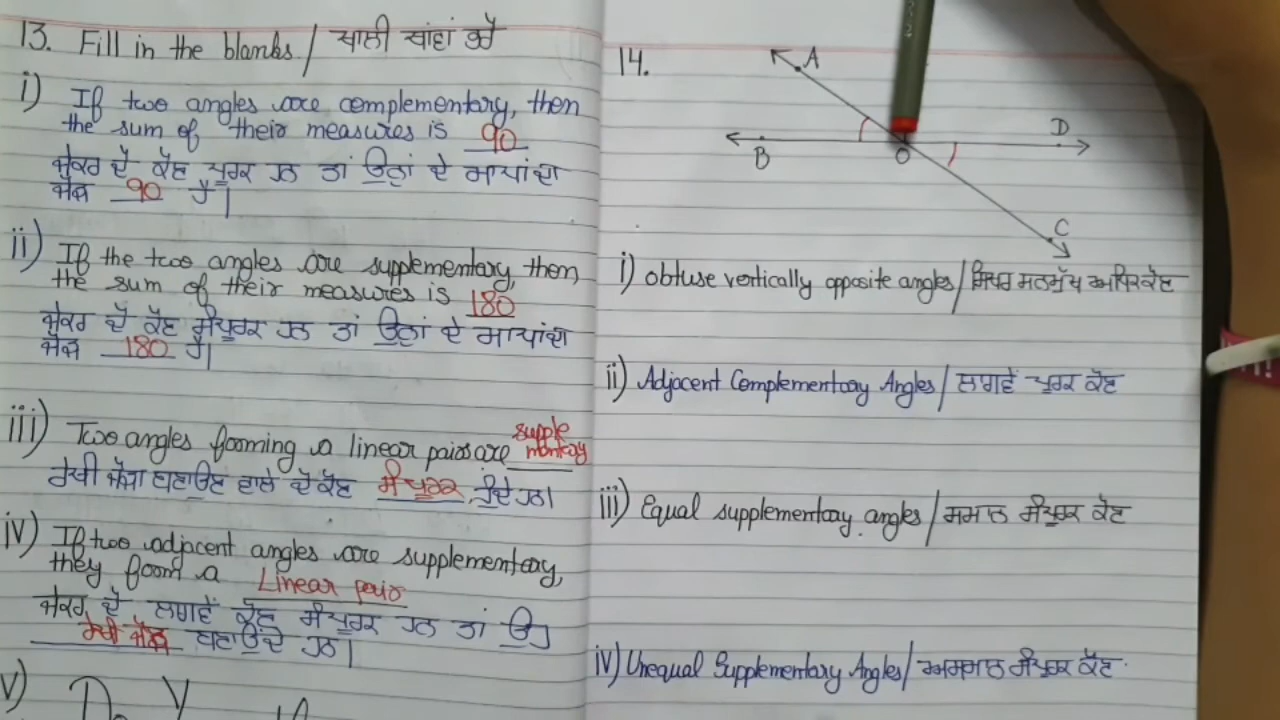 13. Fill in the blanks / ਖਾਲੀ ਥਾਂਵਾਂ ਭਰੋ
i) If two angles are complementary, then
the sum of their measures is 90
ਜੇਕਰ ਦੋ ਕੋਣ ਪੂਰਕ ਹਨ ਤਾਂ ਉਨ੍ਹਾਂ ਦੇ ਮਾਪਾਂਦਾ
ਜੋੜ 90 ਹੈ।
ii) If the two angles are supplementary, then
the sum of their measures is 180
ਜੇਕਰ ਦੋ ਕੋਣ ਸੰਪੂਰਕ ਹਨ ਤਾਂ ਉਨ੍ਹਾਂ ਦੇ ਮਾਪਾਂਦਾ
ਜੋੜ 180 ਹੈ।
iii) Two angles forming a linear pair are supplementary
ਰੇਖੀ ਜੋੜਾ ਬਣਾਉਣ ਵਾਲੇ ਦੋ ਕੋਣ ਸੰਪੂਰਕ ਹੁੰਦੇ ਹਨ।
iv) If two adjacent angles are supplementary,
they form a Linear pair
ਜੇਕਰ ਦੋ ਲਾਗਵੇਂ ਕੋਣ ਸੰਪੂਰਕ ਹਨ ਤਾਂ ਉਹ
ਰੇਖੀ ਜੋੜਾ ਬਣਾਉਂਦੇ ਹਨ।
v)
14.
A
B
O
D
C
i) obtuse vertically opposite angles / ਸਿਖਰ ਸਨਮੁੱਖ ਅਧਿਕ ਕੋਣ
ii) Adjacent Complementary Angles / ਲਾਗਵੇਂ ਪੂਰਕ ਕੋਣ
iii) Equal supplementary angles / ਸਮਾਨ ਸੰਪੂਰਕ ਕੋਣ
iv) Unequal Supplementary Angles / ਅਸਮਾਨ ਸੰਪੂਰਕ ਕੋਣ